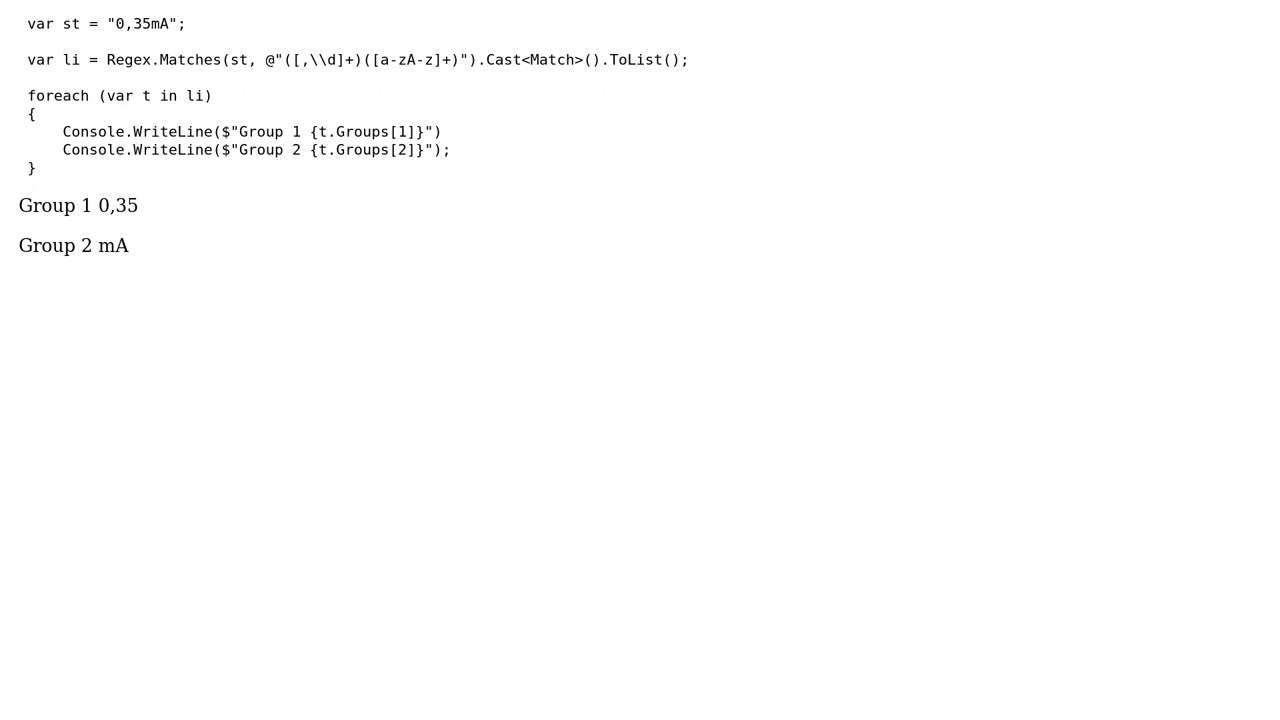 var st = "0,35mA";
var li = Regex.Matches(st, @"([,\\d]+)([a-zA-z]+)").Cast<Match>().ToList();
foreach (var t in li)
{
    Console.WriteLine($"Group 1 {t.Groups[1]}")
    Console.WriteLine($"Group 2 {t.Groups[2]}");
}
Group 1 0,35
Group 2 mA